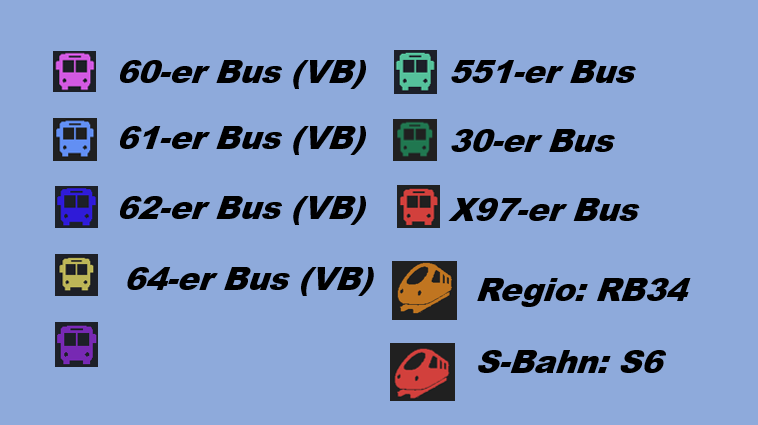 60-er Bus (VB)
61-er Bus (VB)
62-er Bus (VB)
64-er Bus (VB)
551-er Bus
30-er Bus
X97-er Bus
Regio: RB34
S-Bahn: S6